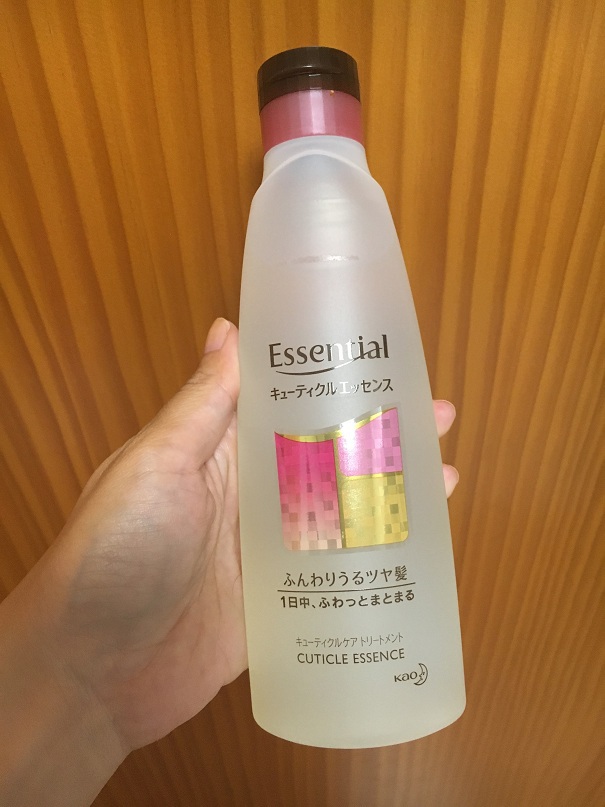 Essential
キューティクルエッセンス
ふんわりうるツヤ髪
1日中、ふわっとまとまる
キューティクルケア トリートメント
CUTICLE ESSENCE
Kao